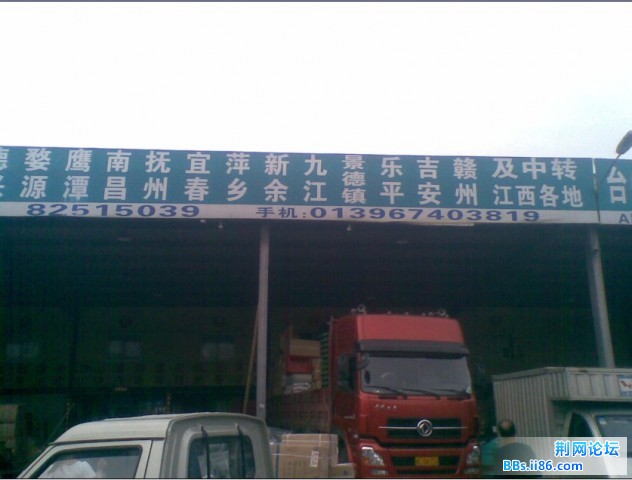 德 婺 鹰 南 抚 宜 萍 新 九 景德镇 乐 吉 赣 及中转
源 潭 昌 州 春 乡 余 江 平 安 州 江西各地
82515039 手机:013967403819
荆网论坛
BBs.ii86.com